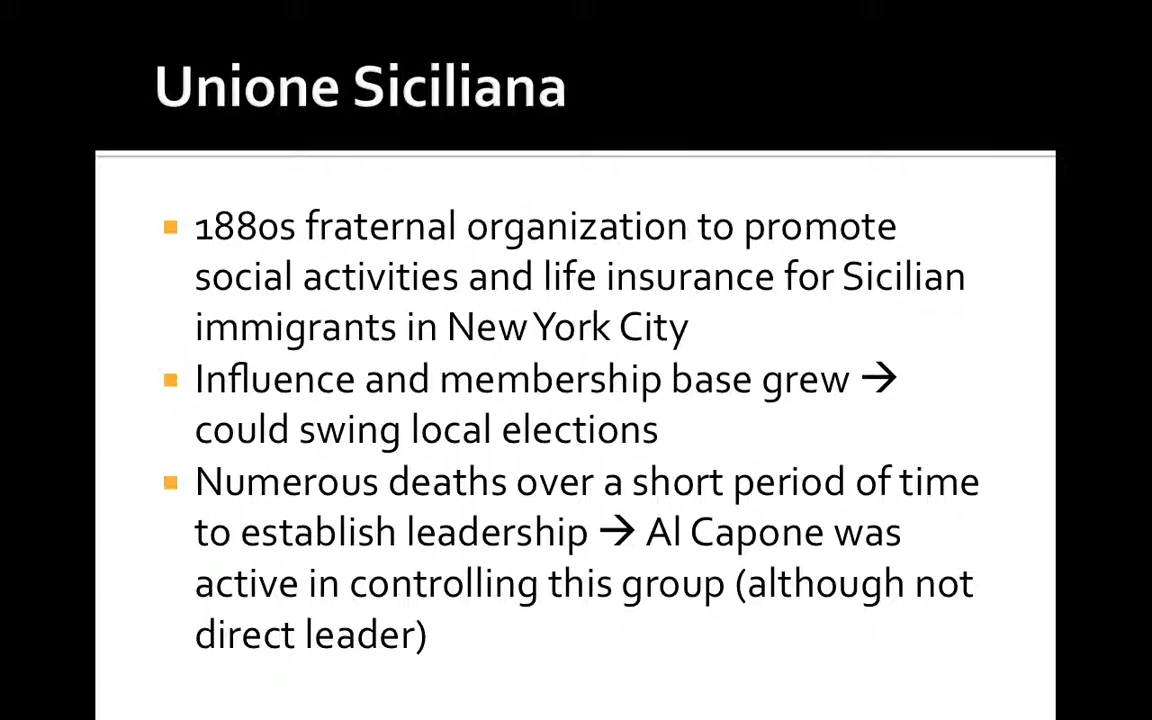 Unione Siciliana
▪ 1880s fraternal organization to promote
social activities and life insurance for Sicilian
immigrants in New York City
▪ Influence and membership base grew →
could swing local elections
▪ Numerous deaths over a short period of time
to establish leadership → Al Capone was
active in controlling this group (although not
direct leader)